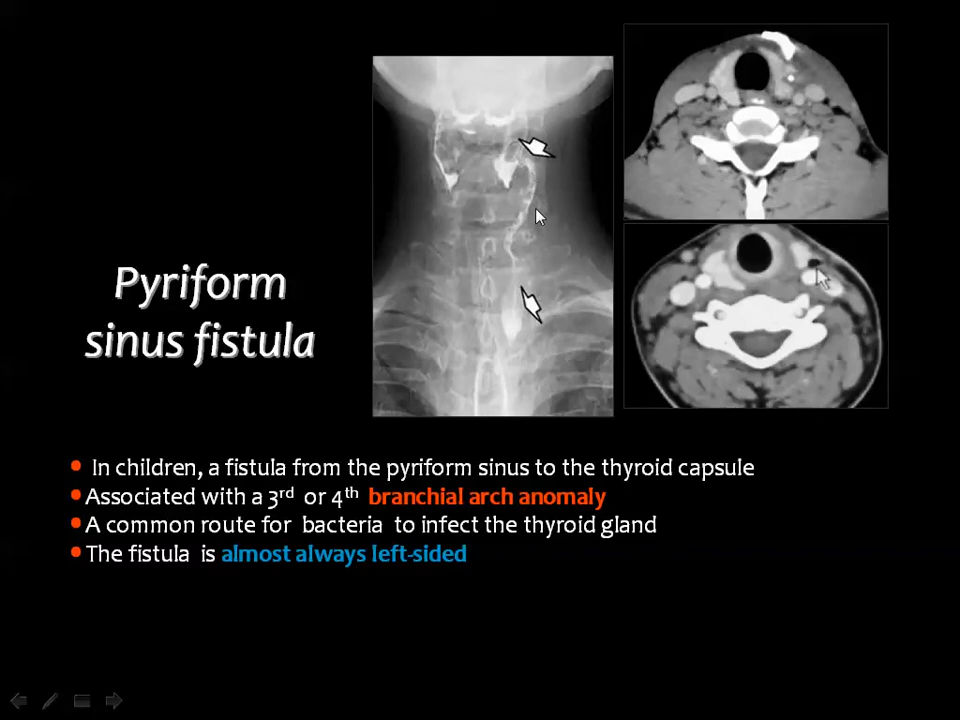 Pyriform
sinus fistula
• In children, a fistula from the pyriform sinus to the thyroid capsule
• Associated with a 3rd or 4th branchial arch anomaly
• A common route for bacteria to infect the thyroid gland
• The fistula is almost always left-sided